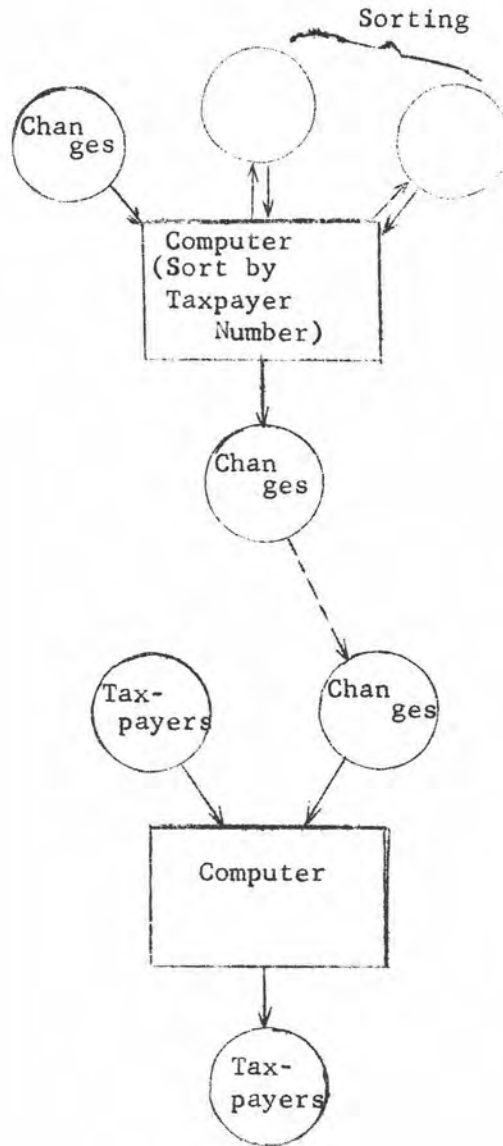 Sorting
Chan
ges
Computer
(Sort by
Taxpayer
Number)
Chan
ges
Tax-
payers
Chan
ges
Computer
Tax-
payers